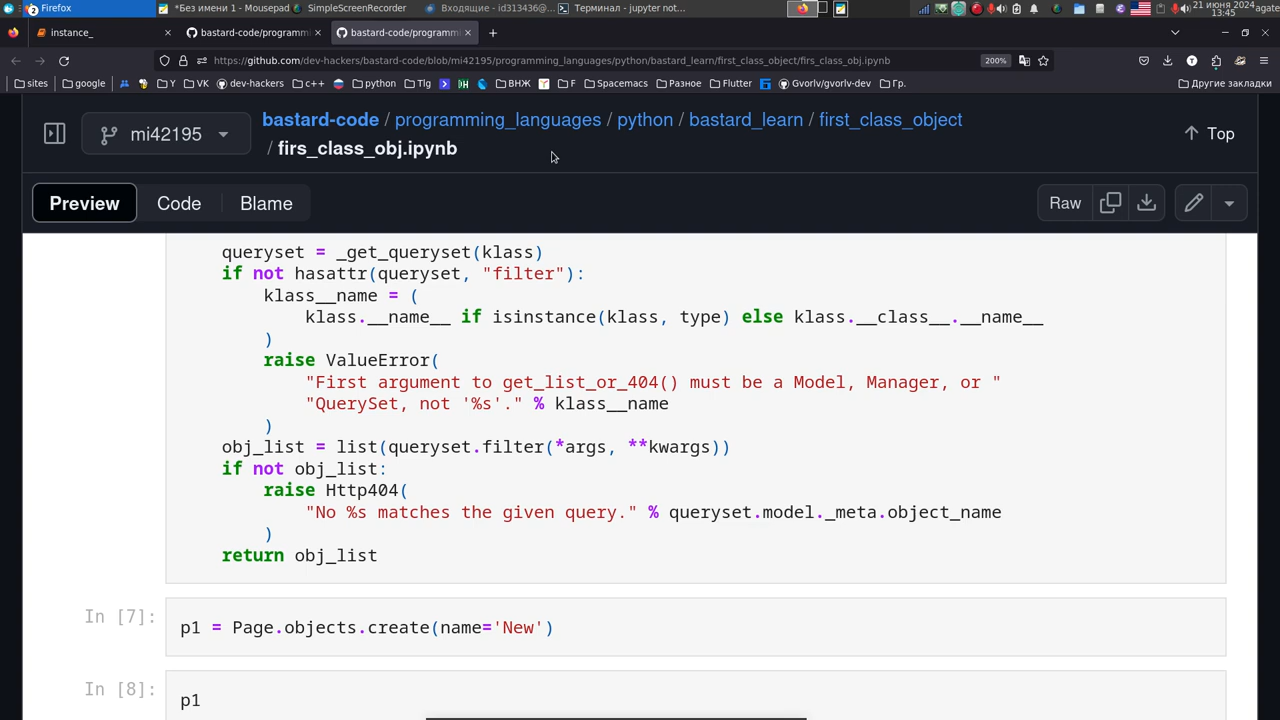 Firefox
2
*Без имени 1 - Mousepad
SimpleScreenRecorder
Входящие - id313436@...
Терминал - jupyter not...
21 июня 2024
13:45
agate
instance_
bastard-code/programm
bastard-code/programm
https://github.com/dev-hackers/bastard-code/blob/mi42195/programming_languages/python/bastard_learn/first_class_object/firs_class_obj.ipynb
200%
sites
google
Y
VK
dev-hackers
c++
python
Tlg
ВНЖ
F
Spacemacs
Разное
Flutter
Gvorlv/gvorlv-dev
Гр.
Другие закладки
mi42195
bastard-code / programming_languages / python / bastard_learn / first_class_object
/ firs_class_obj.ipynb
Top
Preview
Code
Blame
Raw
queryset = _get_queryset(klass)
if not hasattr(queryset, "filter"):
klass__name = (
klass.__name__ if isinstance(klass, type) else klass.__class__.__name__
)
raise ValueError(
"First argument to get_list_or_404() must be a Model, Manager, or "
"QuerySet, not '%s'." % klass__name
)
obj_list = list(queryset.filter(*args, **kwargs))
if not obj_list:
raise Http404(
"No %s matches the given query." % queryset.model._meta.object_name
)
return obj_list
In [7]:
p1 = Page.objects.create(name='New')
In [8]:
p1